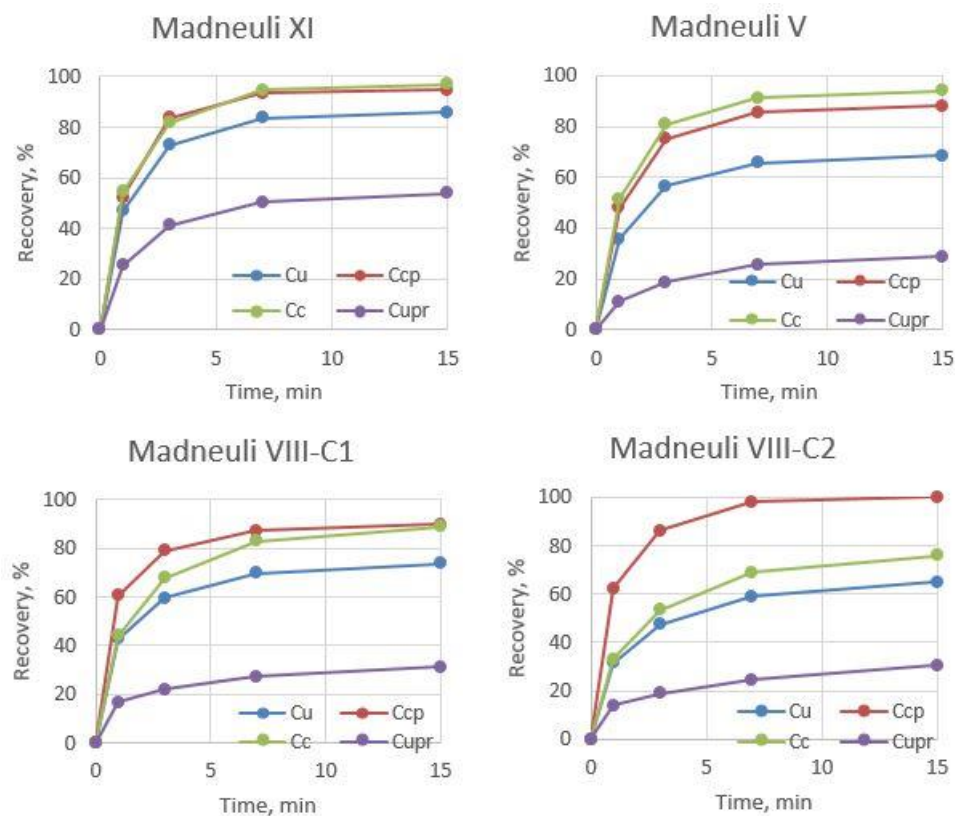 Madneuli XI
100
80
60
40
20
0
Recovery, %
Cu
Ccp
Cc
Cupr
0 5 10 15
Time, min
Madneuli V
100
80
60
40
20
0
Recovery, %
Cu
Ccp
Cc
Cupr
0 5 10 15
Time, min
Madneuli VIII-C1
100
80
60
40
20
0
Recovery, %
Cu
Ccp
Cc
Cupr
0 5 10 15
Time, min
Madneuli VIII-C2
100
80
60
40
20
0
Recovery, %
Cu
Ccp
Cc
Cupr
0 5 10 15
Time, min